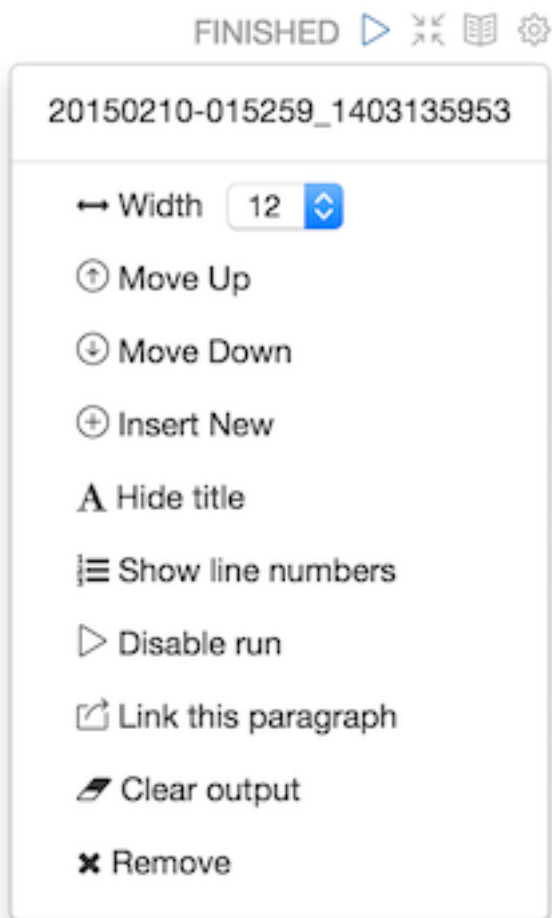 FINISHED
20150210-015259_1403135953
Width 12
Move Up
Move Down
Insert New
Hide title
Show line numbers
Disable run
Link this paragraph
Clear output
Remove